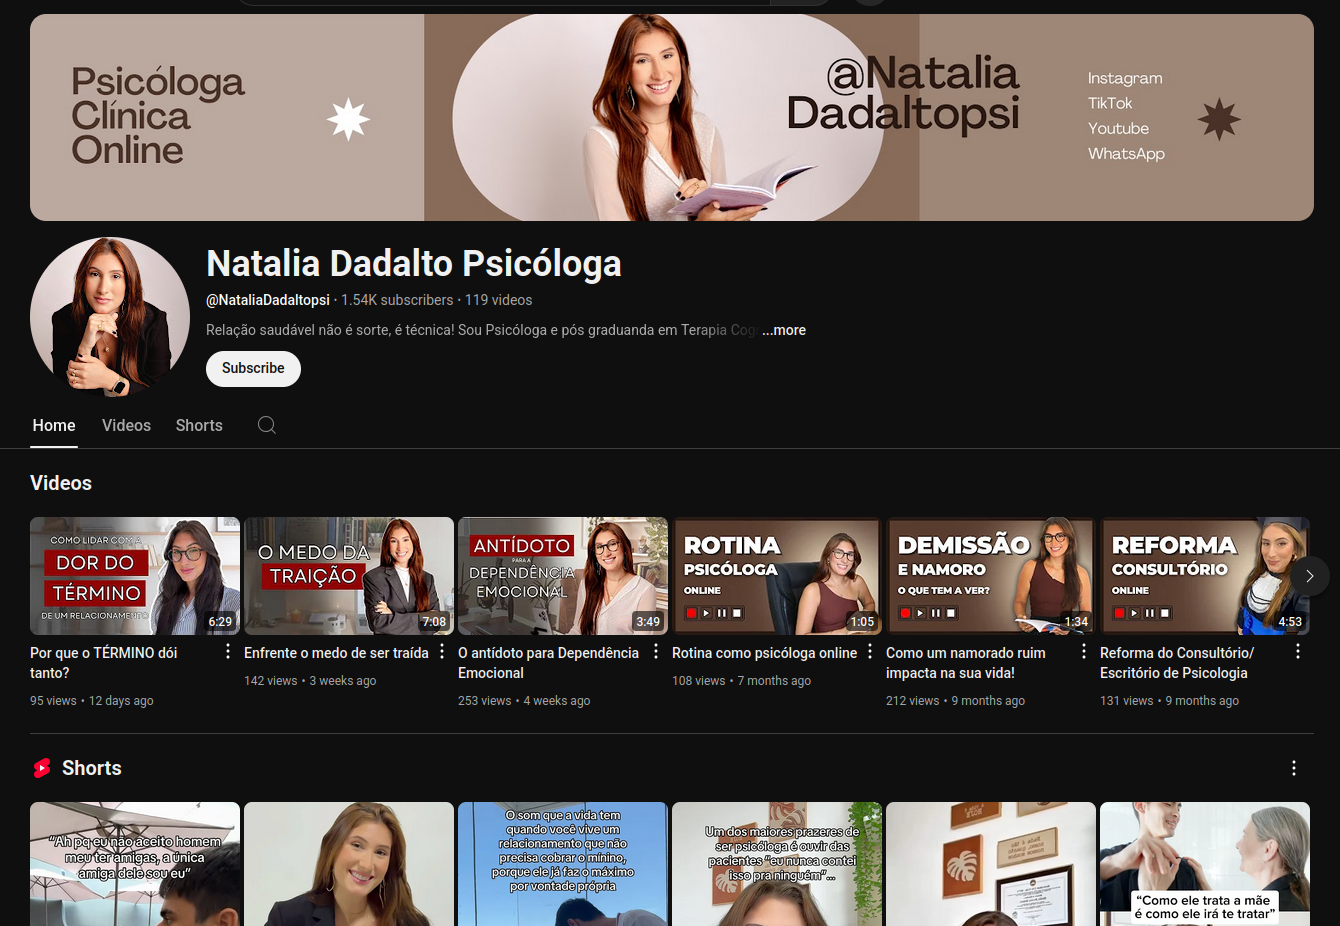 Psicóloga
Clínica
Online
@Natalia
Dadaltopsi
Instagram
TikTok
Youtube
WhatsApp
Natalia Dadalto Psicóloga
@NataliaDadaltopsi · 1.54K subscribers · 119 videos
Relação saudável não é sorte, é técnica! Sou Psicóloga e pós graduanda em Terapia Cog ...more
Subscribe
Home Videos Shorts
Videos
COMO LIDAR COM A
DOR DO
TÉRMINO
DE UM RELACIONAMENTO
6:29
O MEDO DA
TRAIÇÃO
7:08
ANTÍDOTO
PARA A
DEPENDÊNCIA
EMOCIONAL
3:49
ROTINA
PSICÓLOGA
ONLINE
1:05
DEMISSÃO
E NAMORO
O QUE TEM A VER?
1:34
REFORMA
CONSULTÓRIO
ONLINE
4:53
Por que o TÉRMINO dói
tanto?
95 views • 12 days ago
Enfrente o medo de ser traída
142 views • 3 weeks ago
O antídoto para Dependência
Emocional
253 views • 4 weeks ago
Rotina como psicóloga online
108 views • 7 months ago
Como um namorado ruim
impacta na sua vida!
212 views • 9 months ago
Reforma do Consultório/
Escritório de Psicologia
131 views • 9 months ago
Shorts
“Ah pq eu não aceito homem
meu ter amigas, a única
amiga dele sou eu”
O som que a vida tem
quando você vive um
relacionamento que não
precisa cobrar o mínimo,
porque ele já faz o máximo
por vontade própria
Um dos maiores prazeres de
ser psicóloga é ouvir das
pacientes “eu nunca contei
isso pra ninguém”...
“Como ele trata a mãe
é como ele irá te tratar”